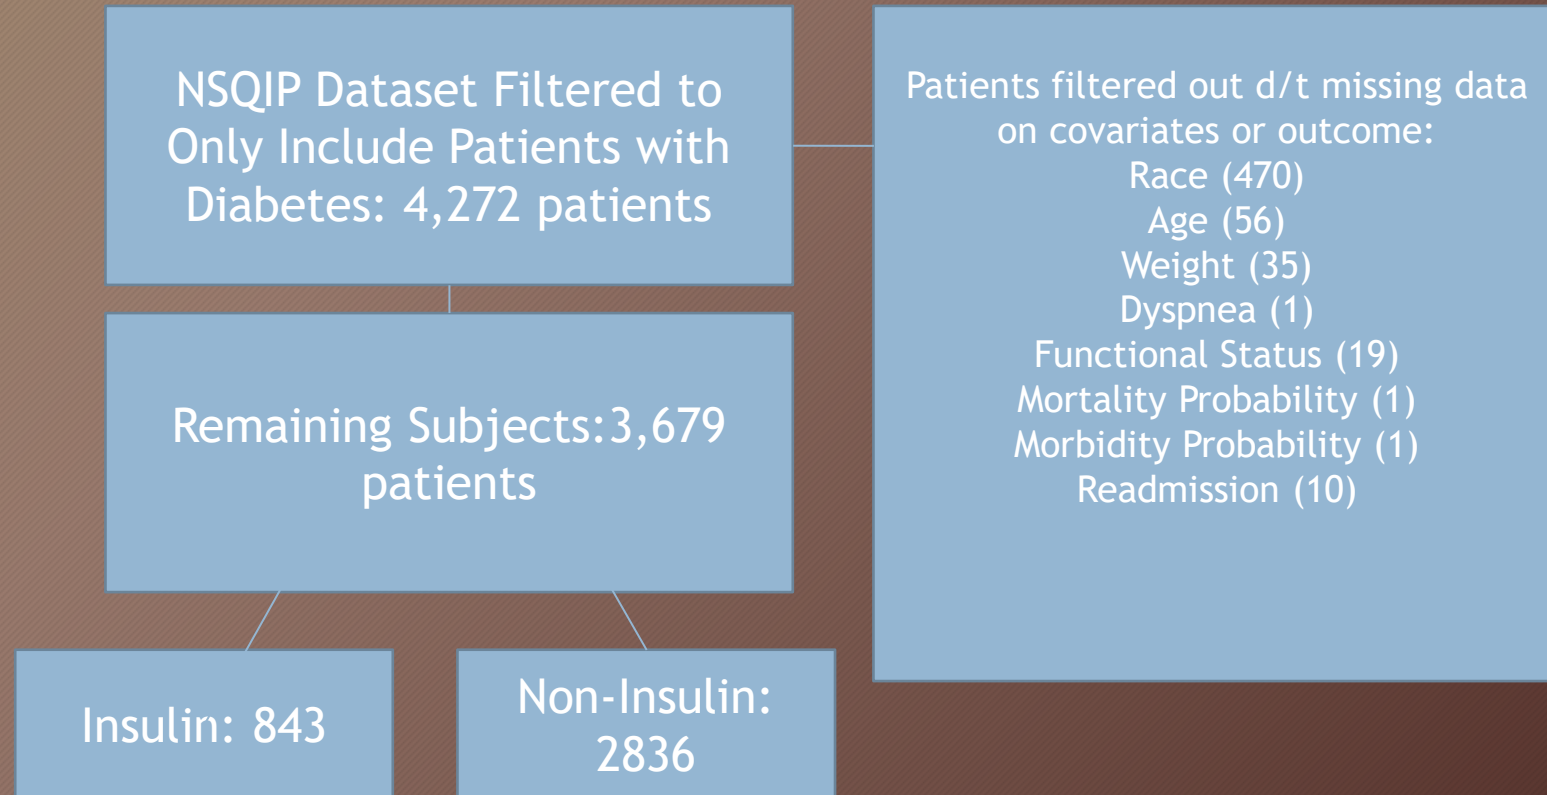 NSQIP Dataset Filtered to
Only Include Patients with
Diabetes: 4,272 patients
Patients filtered out d/t missing data
on covariates or outcome:
Race (470)
Age (56)
Weight (35)
Dyspnea (1)
Functional Status (19)
Mortality Probability (1)
Morbidity Probability (1)
Readmission (10)
Remaining Subjects:3,679
patients
Insulin: 843
Non-Insulin:
2836